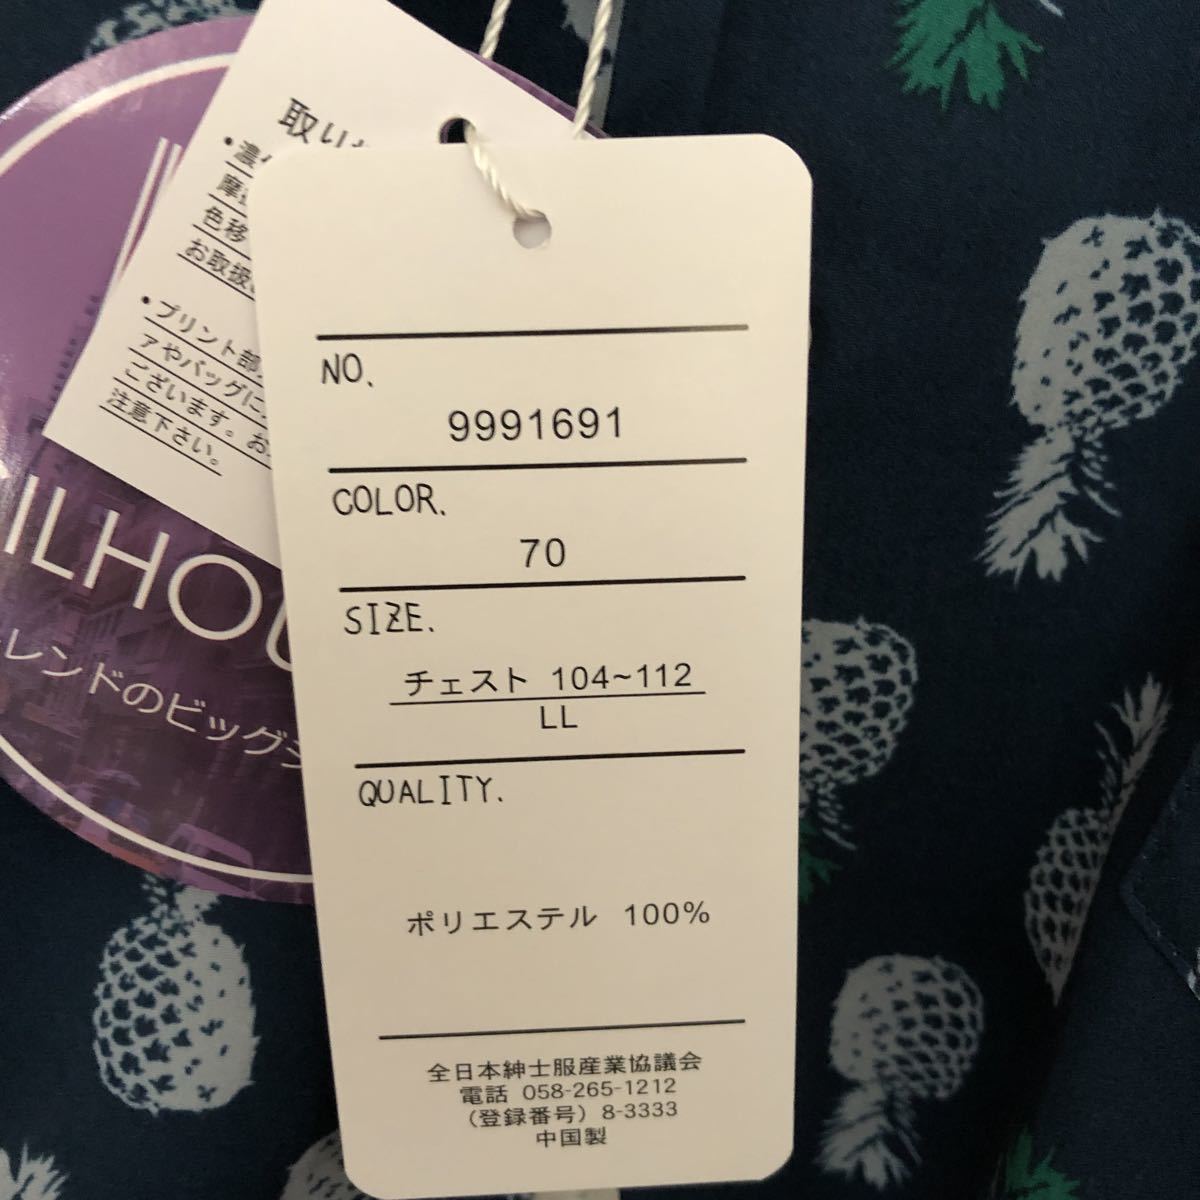 取り
・濃
摩
色移
お取扱
・プリント部
アやバッグに
ございます。お
注意下さい。
ILHOU
レンドのビッグ
NO.
9991691
COLOR.
70
SIZE.
チェスト 104~112
LL
QUALITY.
ポリエステル 100%
全日本紳士服産業協議会
電話 058-265-1212
（登録番号）8-3333
中国製